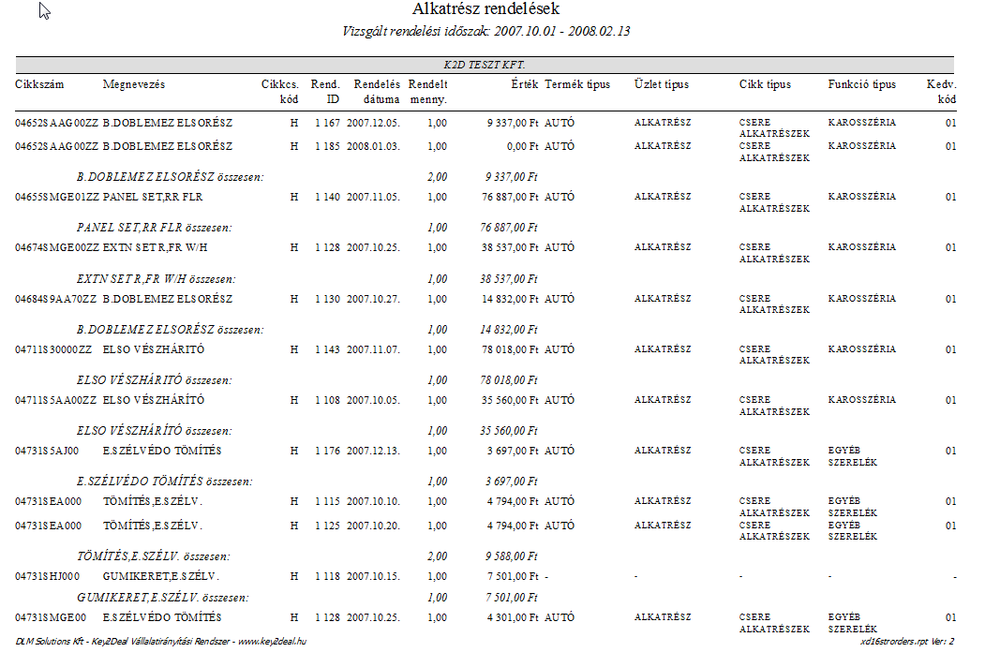 Alkatrész rendelések
Vizsgált rendelési időszak: 2007.10.01 - 2008.02.13
K2D TESZT KFT.
Cikkszám Megnevezés Cikkcs. Rend. Rendelés Rendelt Érték Termék tipus Üzlet tipus Cikk tipus Funkció tipus Kedv.
kód ID dátuma menny. kód
04652SAAG00ZZ B.DOBLEMEZ ELSORÉSZ H 1 167 2007.12.05. 1,00 9 337,00 Ft AUTÓ ALKATRÉSZ CSERE KAROSSZÉRIA 01
ALKATRÉSZEK
04652SAAG00ZZ B.DOBLEMEZ ELSORÉSZ H 1 185 2008.01.03. 1,00 0,00 Ft AUTÓ ALKATRÉSZ CSERE KAROSSZÉRIA 01
ALKATRÉSZEK
B.DOBLEMEZ ELSORÉSZ összesen: 2,00 9 337,00 Ft
04655SMGE01ZZ PANEL SET,RR FLR H 1 140 2007.11.05. 1,00 76 887,00 Ft AUTÓ ALKATRÉSZ CSERE KAROSSZÉRIA 01
ALKATRÉSZEK
PANEL SET,RR FLR összesen: 1,00 76 887,00 Ft
04674SMGE00ZZ EXTN SET R,FR W/H H 1 128 2007.10.25. 1,00 38 537,00 Ft AUTÓ ALKATRÉSZ CSERE KAROSSZÉRIA 01
ALKATRÉSZEK
EXTN SET R,FR W/H összesen: 1,00 38 537,00 Ft
04684S9AA70ZZ B.DOBLEMEZ ELSORÉSZ H 1 130 2007.10.27. 1,00 14 832,00 Ft AUTÓ ALKATRÉSZ CSERE KAROSSZÉRIA 01
ALKATRÉSZEK
B.DOBLEMEZ ELSORÉSZ összesen: 1,00 14 832,00 Ft
04711S30000ZZ ELSO VÉSZHÁRITÓ H 1 143 2007.11.07. 1,00 78 018,00 Ft AUTÓ ALKATRÉSZ CSERE KAROSSZÉRIA 01
ALKATRÉSZEK
ELSO VÉSZHÁRITÓ összesen: 1,00 78 018,00 Ft
04711S5AA00ZZ ELSO VÉSZHÁRÍTÓ H 1 108 2007.10.05. 1,00 35 560,00 Ft AUTÓ ALKATRÉSZ CSERE KAROSSZÉRIA 01
ALKATRÉSZEK
ELSO VÉSZHÁRÍTÓ összesen: 1,00 35 560,00 Ft
04731S5AJ00 E.SZÉLVÉDO TÖMÍTÉS H 1 176 2007.12.13. 1,00 3 697,00 Ft AUTÓ ALKATRÉSZ CSERE EGYÉB 01
ALKATRÉSZEK SZERELÉK
E.SZÉLVÉDO TÖMÍTÉS összesen: 1,00 3 697,00 Ft
04731SEA000 TÖMÍTÉS,E.SZÉLV. H 1 115 2007.10.10. 1,00 4 794,00 Ft AUTÓ ALKATRÉSZ CSERE EGYÉB 01
ALKATRÉSZEK SZERELÉK
04731SEA000 TÖMÍTÉS,E.SZÉLV. H 1 125 2007.10.20. 1,00 4 794,00 Ft AUTÓ ALKATRÉSZ CSERE EGYÉB 01
ALKATRÉSZEK SZERELÉK
TÖMÍTÉS,E.SZÉLV. összesen: 2,00 9 588,00 Ft
04731SHJ000 GUMIKERET,E.SZÉLV. H 1 118 2007.10.15. 1,00 7 501,00 Ft - - - - -
GUMIKERET,E.SZÉLV. összesen: 1,00 7 501,00 Ft
04731SMGE00 E.SZÉLVÉDO TÖMÍTÉS H 1 128 2007.10.25. 1,00 4 301,00 Ft AUTÓ ALKATRÉSZ CSERE EGYÉB 01
ALKATRÉSZEK SZERELÉK
DLM Solutions Kft - Key2Deal Vállalatirányítási Rendszer - www.key2deal.hu xd16strorders.rpt Ver: 2